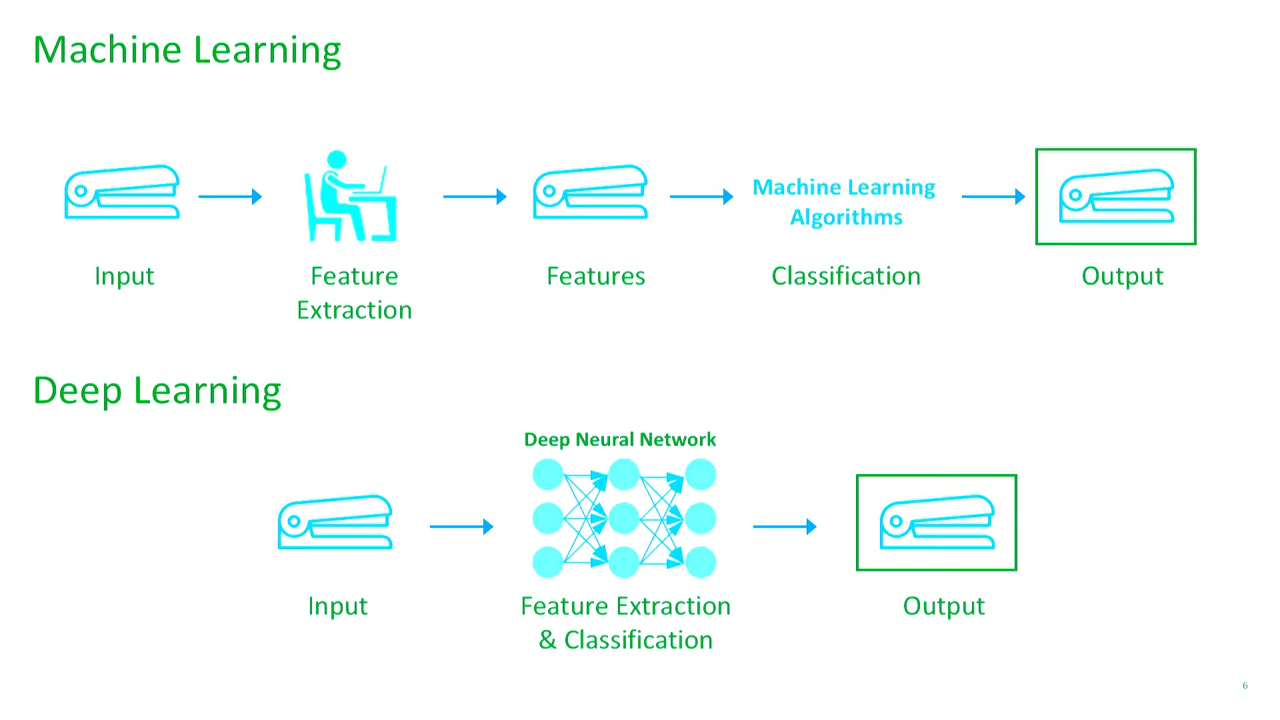 Machine Learning
Machine Learning
Algorithms
Input
Feature
Extraction
Features
Classification
Output
Deep Learning
Deep Neural Network
Input
Feature Extraction
& Classification
Output
6